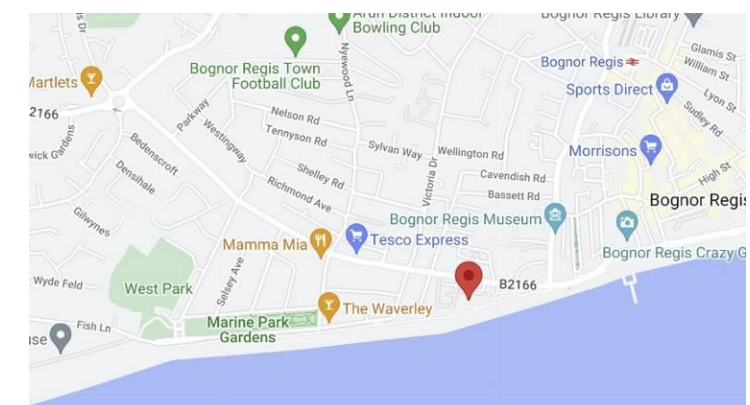 Arun District Indoor
Bowling Club
Bognor Regis Library
Glamis St
Bognor Regis
William St
Bognor Regis Town
Football Club
Nyewood Ln
Martlets
Sports Direct
Lyon St
2166
Parkway
Nelson Rd
Sudley Rd
Westingway
Tennyson Rd
Sylvan Way
Wellington Rd
Morrisons
wick Gardens
Bedenscroft
Densihale
Shelley Rd
Victoria Dr
Cavendish Rd
High St
Richmond Ave
Bassett Rd
Bognor Regis
Gilwynes
Bognor Regis Museum
Mamma Mia
Tesco Express
Bognor Regis Crazy G
Wyde Feld
West Park
Selsey Ave
B2166
The Waverley
Fish Ln
Marine Park
Gardens
use